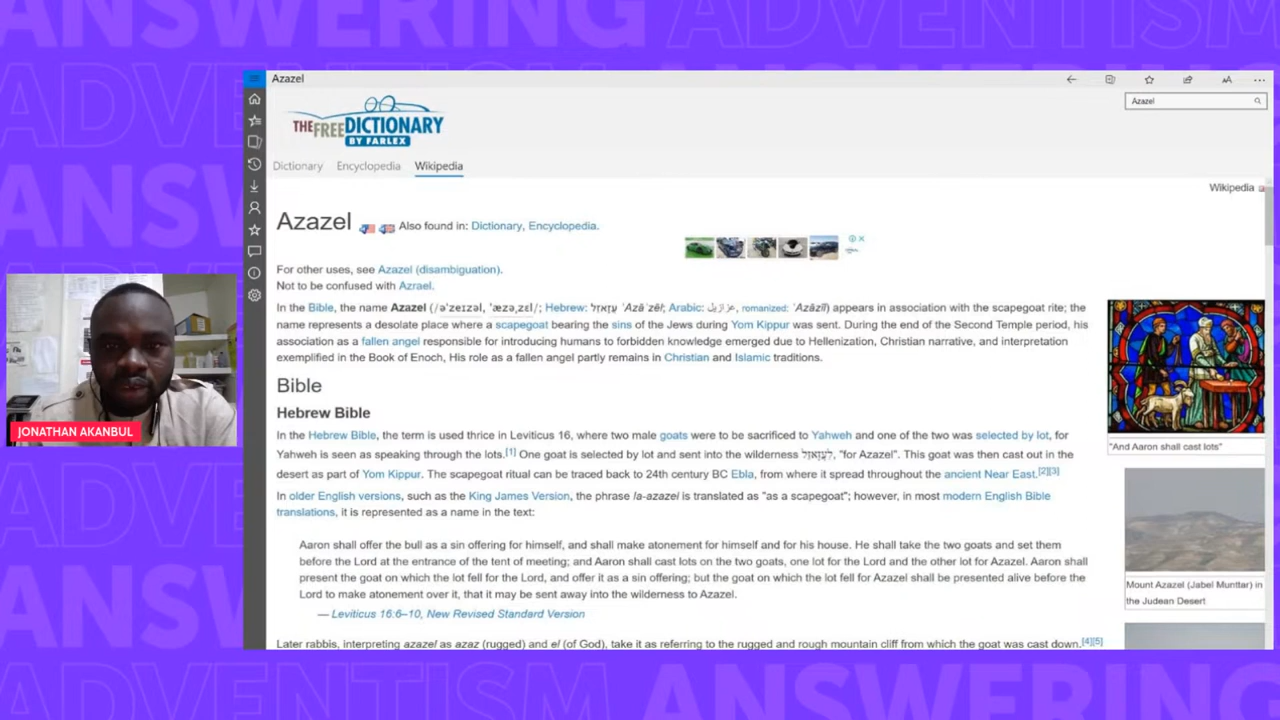 ANSWERING ADVENTISM
ADVENTISM ANSWERING
Azazel
Azazel
THEFREEDICTIONARY
BY FARLEX
Dictionary Encyclopedia Wikipedia
Wikipedia
Azazel Also found in: Dictionary, Encyclopedia.
For other uses, see Azazel (disambiguation).
Not to be confused with Azrael.
In the Bible, the name Azazel (/əˈzeɪzəl, ˈæzəˌzɛl/; Hebrew: עֲזָאזֵל ʿAzāʾzēl; Arabic: عزازيل, romanized: ʿAzāzīl) appears in association with the scapegoat rite; the
name represents a desolate place where a scapegoat bearing the sins of the Jews during Yom Kippur was sent. During the end of the Second Temple period, his
association as a fallen angel responsible for introducing humans to forbidden knowledge emerged due to Hellenization, Christian narrative, and interpretation
exemplified in the Book of Enoch, His role as a fallen angel partly remains in Christian and Islamic traditions.
Bible
Hebrew Bible
In the Hebrew Bible, the term is used thrice in Leviticus 16, where two male goats were to be sacrificed to Yahweh and one of the two was selected by lot, for
Yahweh is seen as speaking through the lots.[1] One goat is selected by lot and sent into the wilderness לַעֲזָאזֵל, "for Azazel". This goat was then cast out in the
desert as part of Yom Kippur. The scapegoat ritual can be traced back to 24th century BC Ebla, from where it spread throughout the ancient Near East.[2][3]
In older English versions, such as the King James Version, the phrase la-azazel is translated as "as a scapegoat"; however, in most modern English Bible
translations, it is represented as a name in the text:
Aaron shall offer the bull as a sin offering for himself, and shall make atonement for himself and for his house. He shall take the two goats and set them
before the Lord at the entrance of the tent of meeting; and Aaron shall cast lots on the two goats, one lot for the Lord and the other lot for Azazel. Aaron shall
present the goat on which the lot fell for the Lord, and offer it as a sin offering; but the goat on which the lot fell for Azazel shall be presented alive before the
Lord to make atonement over it, that it may be sent away into the wilderness to Azazel.
— Leviticus 16:6–10, New Revised Standard Version
Later rabbis, interpreting azazel as azaz (rugged) and el (of God), take it as referring to the rugged and rough mountain cliff from which the goat was cast down.[4][5]
"And Aaron shall cast lots"
Mount Azazel (Jabel Munttar) in
the Judean Desert
JONATHAN AKANBUL
ADVENTISM ANSWERING